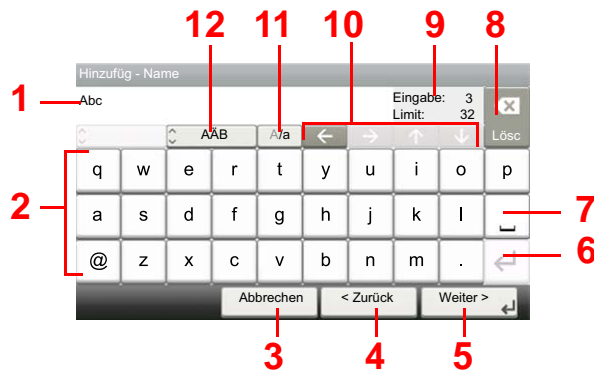 12 11 10 9 8
Hinzufüg - Name
1 Abc Eingabe: 3
Limit: 32
AÄB A/a ← → ↑ ↓ Lösc
q w e r t y u i o p
2
a s d f g h j k l 7
@ z x c v b n m . 6
Abbrechen < Zurück Weiter >
3 4 5